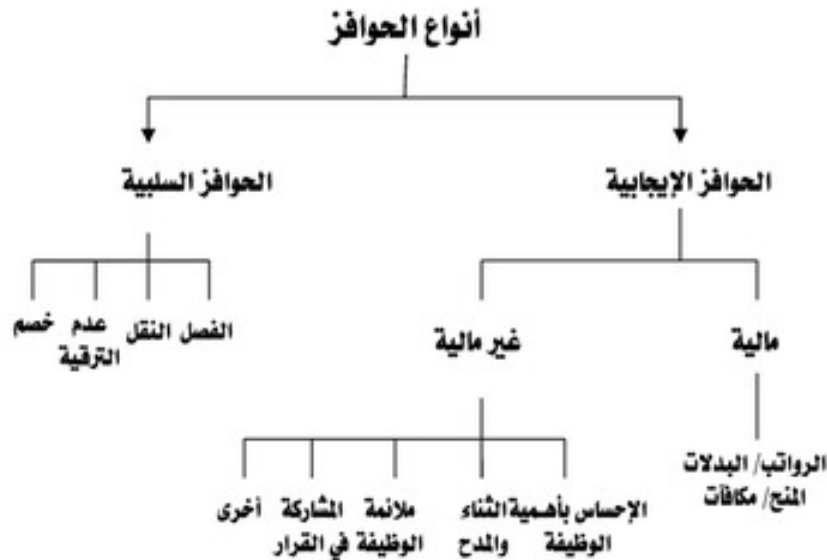 أنواع الحوافز
الحوافز الإيجابية
الحوافز السلبية
مالية
غير مالية
الفصل
النقل
عدم
الترقية
خصم
الرواتب/ البدلات
المنح/ مكافآت
الإحساس بأهمية
الوظيفة
الثناء
والمدح
ملائمة
الوظيفة
المشاركة
في القرار
أخرى